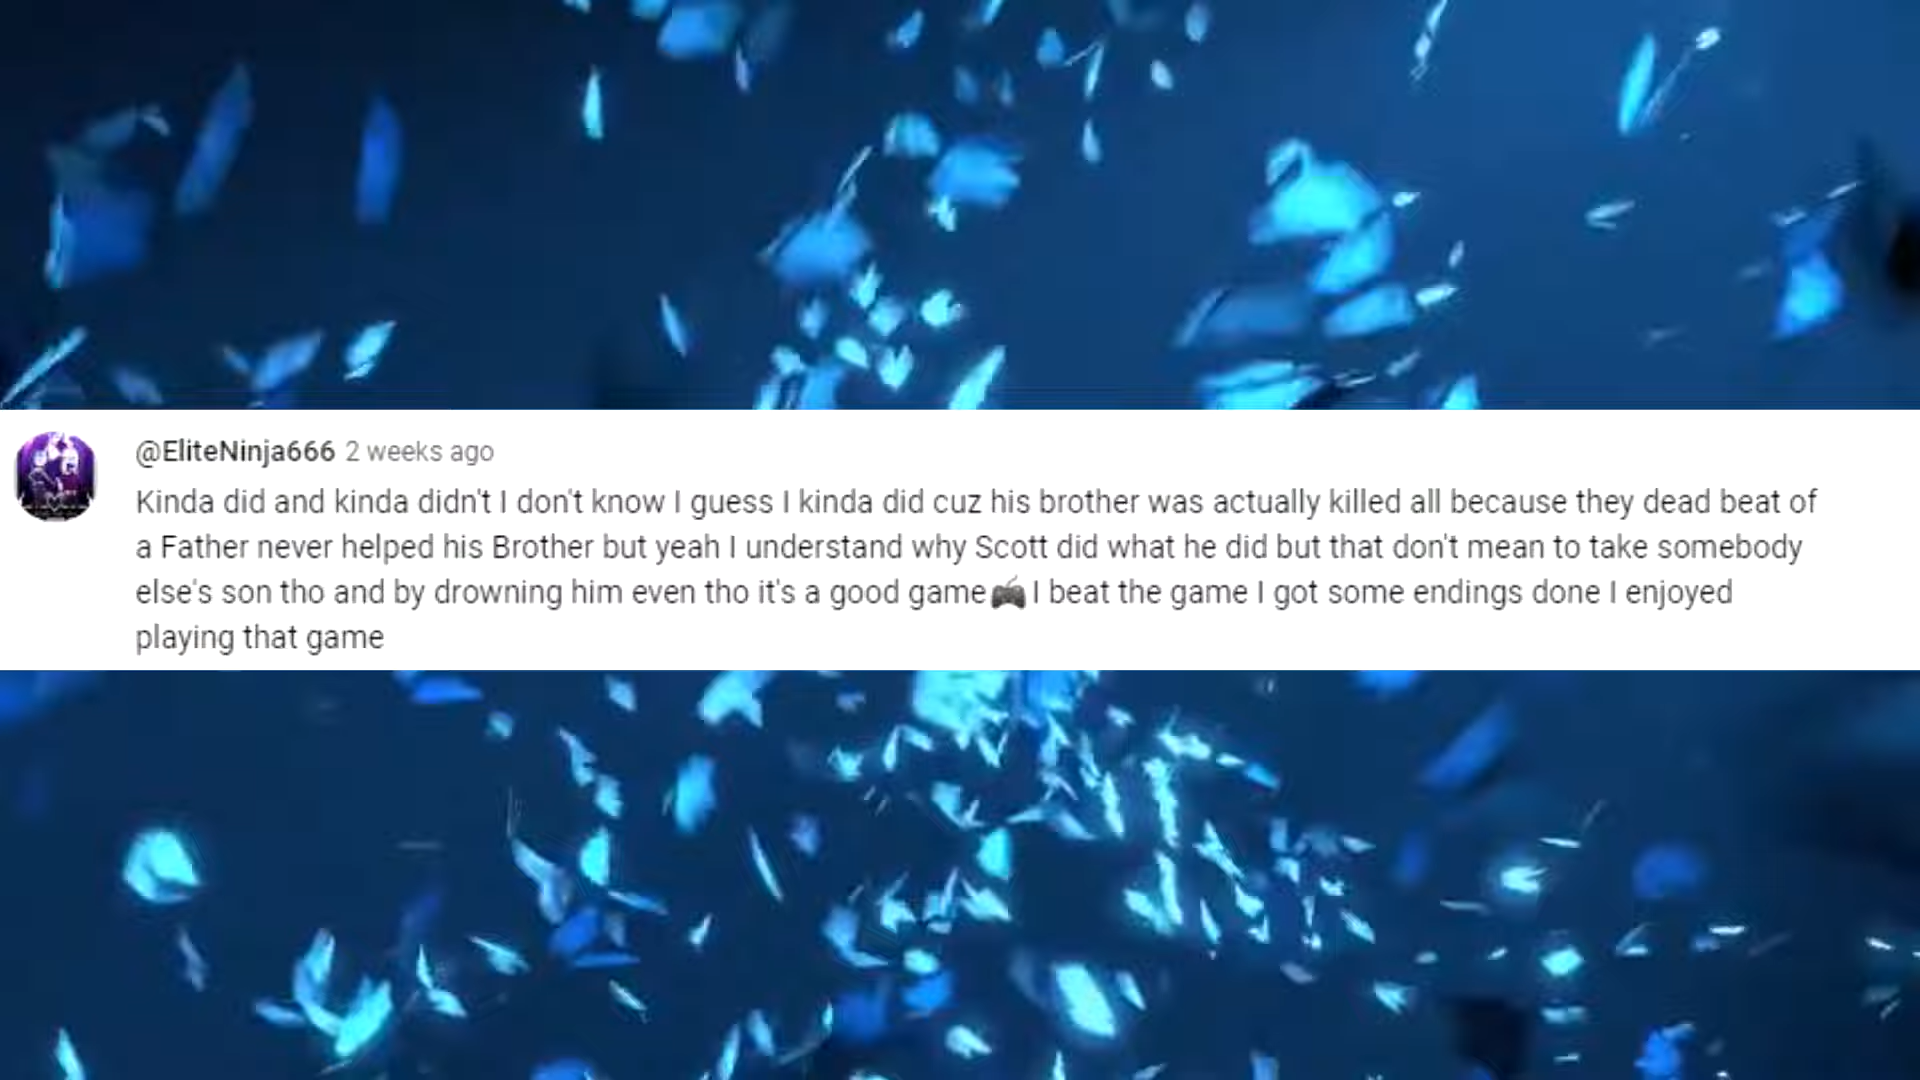 @EliteNinja666 2 weeks ago
Kinda did and kinda didn't I don't know I guess I kinda did cuz his brother was actually killed all because they dead beat of
a Father never helped his Brother but yeah I understand why Scott did what he did but that don't mean to take somebody
else's son tho and by drowning him even tho it's a good game🎮I beat the game I got some endings done I enjoyed
playing that game